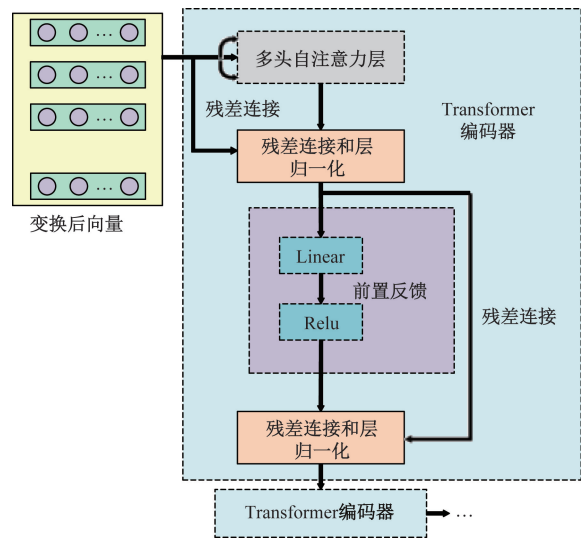 …
…
…
…
变换后向量
多头自注意力层
残差连接
Transformer
编码器
残差连接和层
归一化
Linear
前置反馈
Relu
残差连接
残差连接和层
归一化
Transformer编码器
…